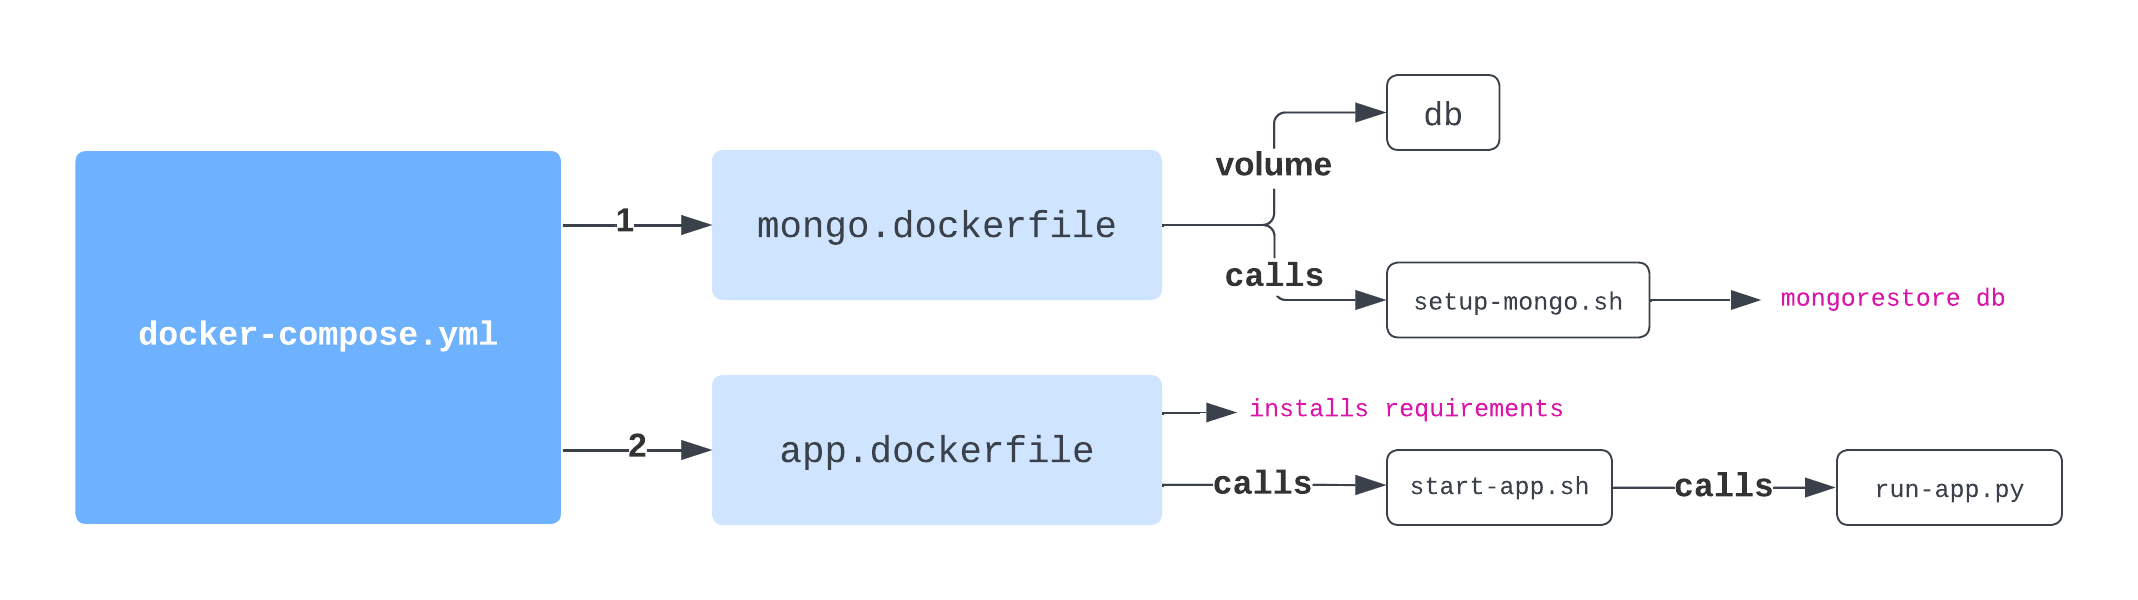 docker-compose.yml
1
mongo.dockerfile
volume
db
calls
setup-mongo.sh
mongorestore db
2
app.dockerfile
installs requirements
calls
start-app.sh
calls
run-app.py